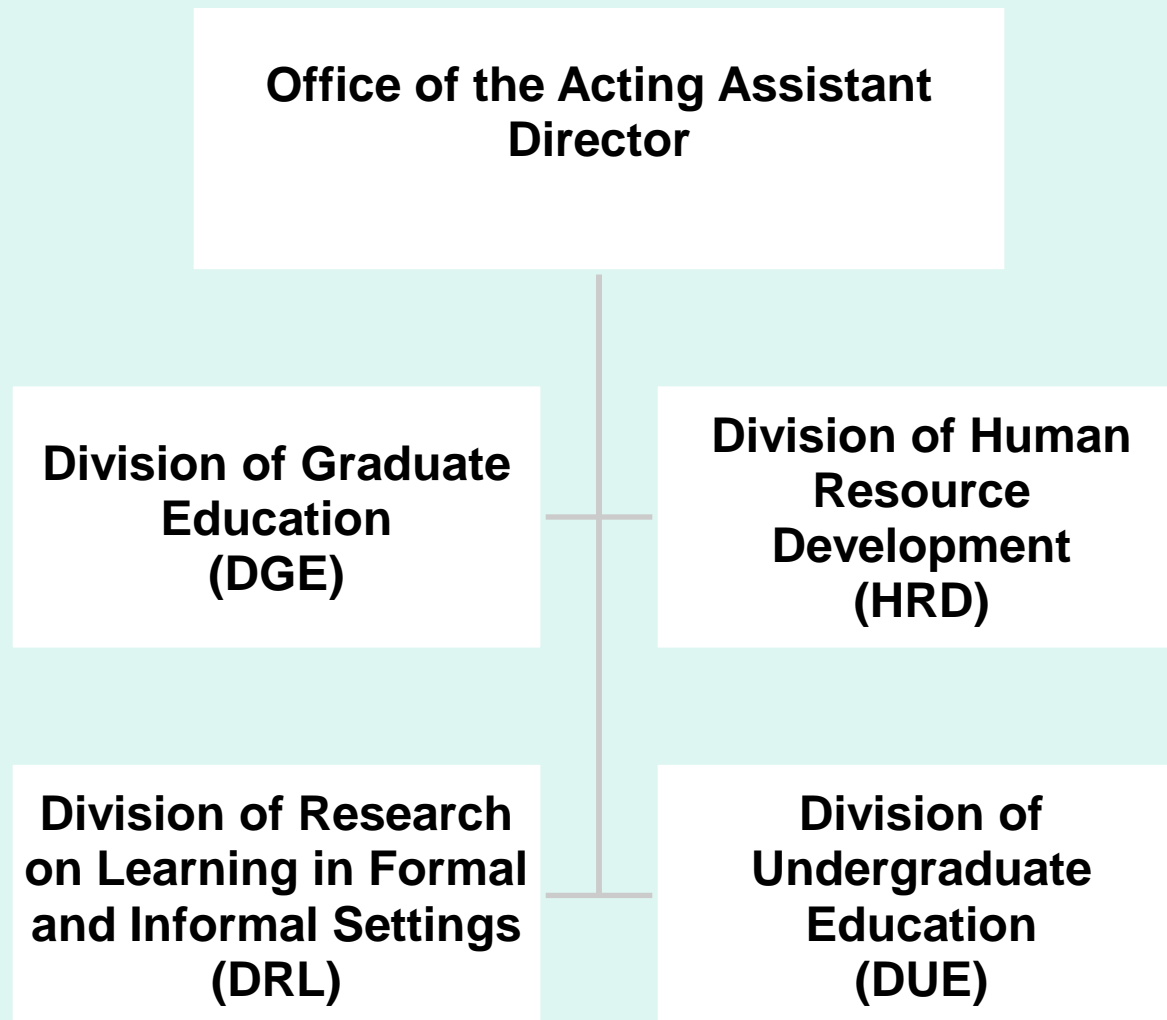 Office of the Acting Assistant
Director
Division of Graduate
Education
(DGE)
Division of Human
Resource
Development
(HRD)
Division of Research
on Learning in Formal
and Informal Settings
(DRL)
Division of
Undergraduate
Education
(DUE)